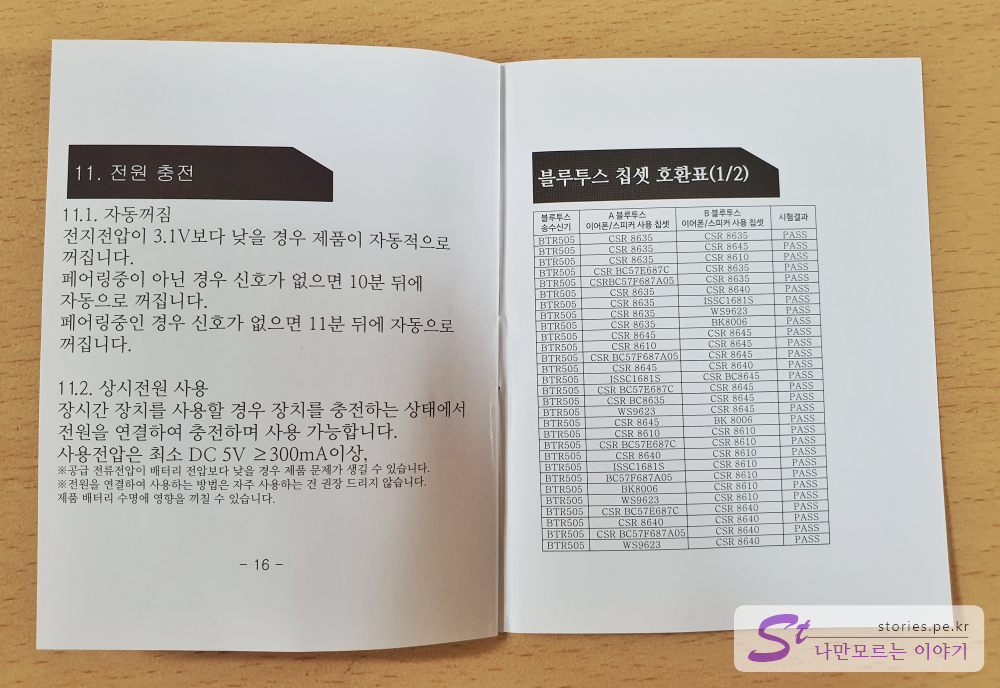 11. 전원 충전
11.1. 자동꺼짐
전지전압이 3.1V보다 낮을 경우 제품이 자동적으로
꺼집니다.
페어링중이 아닌 경우 신호가 없으면 10분 뒤에
자동으로 꺼집니다.
페어링중인 경우 신호가 없으면 11분 뒤에 자동으로
꺼집니다.
11.2. 상시전원 사용
장시간 장치를 사용할 경우 장치를 충전하는 상태에서
전원을 연결하여 충전하며 사용 가능합니다.
사용전압은 최소 DC 5V ≥300mA이상,
※공급 전류전압이 배터리 전압보다 낮을 경우 제품 문제가 생길 수 있습니다.
※전원을 연결하여 사용하는 방법은 자주 사용하는 건 권장 드리지 않습니다.
제품 배터리 수명에 영향을 끼칠 수 있습니다.
- 16 -
블루투스 칩셋 호환표(1/2)
블루투스 A 블루투스 B 블루투스 시험결과
송수신기 이어폰/스피커 사용 칩셋 이어폰/스피커 사용 칩셋
BTR505 CSR 8635 CSR 8635 PASS
BTR505 CSR 8635 CSR 8645 PASS
BTR505 CSR 8635 CSR 8610 PASS
BTR505 CSR BC57E687C CSR 8635 PASS
BTR505 CSRBC57F687A05 CSR 8635 PASS
BTR505 CSR 8635 CSR 8640 PASS
BTR505 CSR 8635 ISSC1681S PASS
BTR505 CSR 8635 WS9623 PASS
BTR505 CSR 8635 BK8006 PASS
BTR505 CSR 8645 CSR 8645 PASS
BTR505 CSR 8610 CSR 8645 PASS
BTR505 CSR BC57F687A05 CSR 8645 PASS
BTR505 CSR 8645 CSR 8640 PASS
BTR505 ISSC1681S CSR BC8645 PASS
BTR505 CSR BC57E687C CSR 8645 PASS
BTR505 CSR BC8635 CSR 8645 PASS
BTR505 WS9623 CSR 8645 PASS
BTR505 CSR 8645 BK 8006 PASS
BTR505 CSR 8610 CSR 8610 PASS
BTR505 CSR BC57E687C CSR 8610 PASS
BTR505 CSR 8640 CSR 8610 PASS
BTR505 ISSC1681S CSR 8610 PASS
BTR505 BC57F687A05 CSR 8610 PASS
BTR505 BK8006 CSR 8610 PASS
BTR505 WS9623 CSR 8610 PASS
BTR505 CSR BC57E687C CSR 8640 PASS
BTR505 CSR 8640 CSR 8640 PASS
BTR505 CSR BC57F687A05 CSR 8640 PASS
BTR505 WS9623 CSR 8640 PASS
St stories.pe.kr
나만모르는 이야기